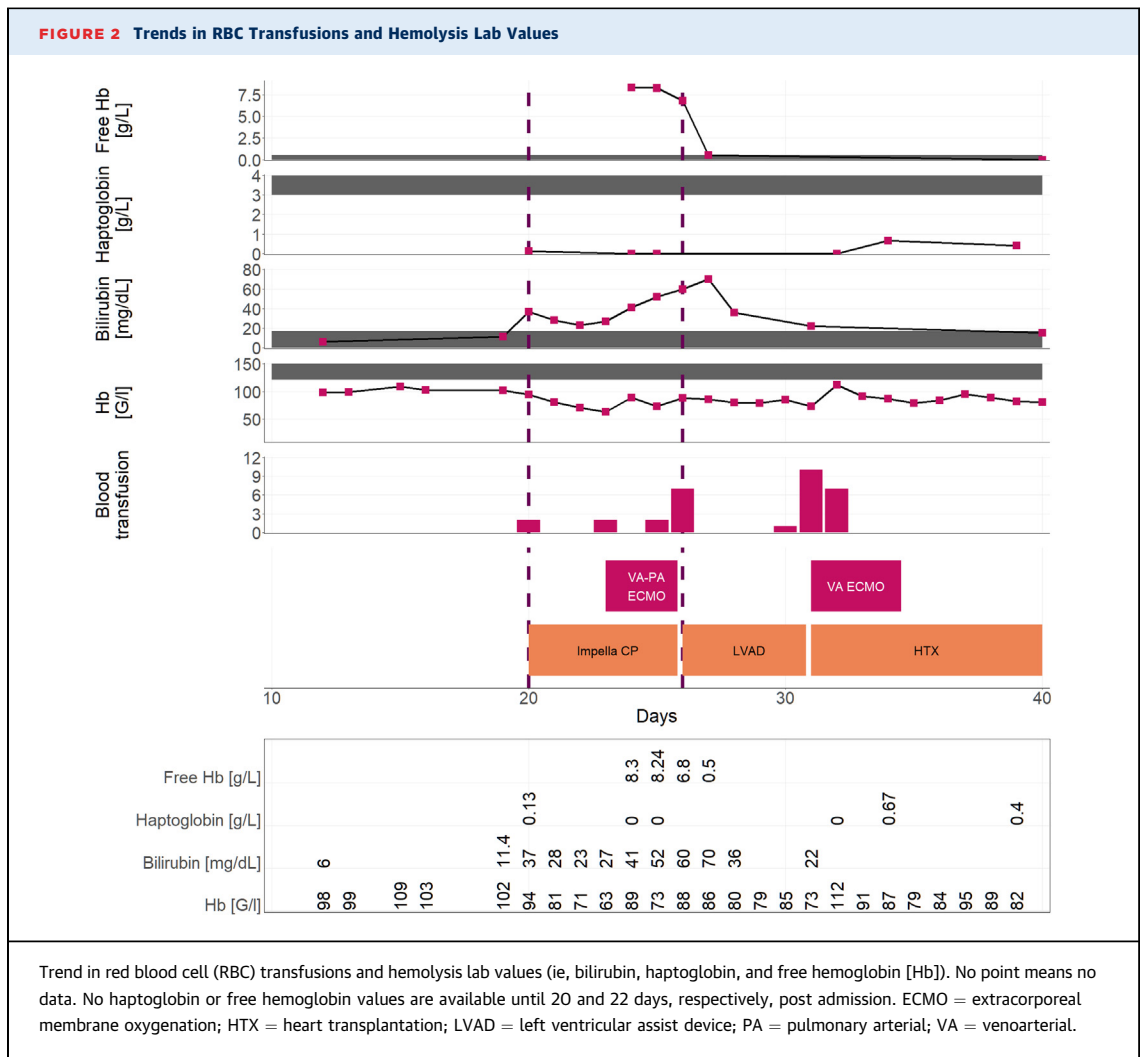 FIGURE 2 Trends in RBC Transfusions and Hemolysis Lab Values
Free Hb
[g/L]
7.5
5.0
2.5
0.0
Haptoglobin
[g/L]
4
3
2
1
0
Bilirubin
[mg/dL]
80
60
40
20
0
Hb
[G/l]
150
100
50
Blood
transfusion
12
9
6
3
0
VA-PA
ECMO
VA ECMO
Impella CP
LVAD
HTX
10
20
30
40
Days
Free Hb [g/L] 8.3 8.24 6.8 0.5
Haptoglobin [g/L] 0.13 0 0 0 0.67 0.4
Bilirubin [mg/dL] 6 11.4 37 28 23 27 41 52 60 70 36 22
Hb [G/l] 98 99 109 103 102 94 81 71 63 89 73 88 86 80 79 85 73 112 91 87 79 84 95 89 82
Trend in red blood cell (RBC) transfusions and hemolysis lab values (ie, bilirubin, haptoglobin, and free hemoglobin [Hb]). No point means no
data. No haptoglobin or free hemoglobin values are available until 20 and 22 days, respectively, post admission. ECMO = extracorporeal
membrane oxygenation; HTX = heart transplantation; LVAD = left ventricular assist device; PA = pulmonary arterial; VA = venoarterial.